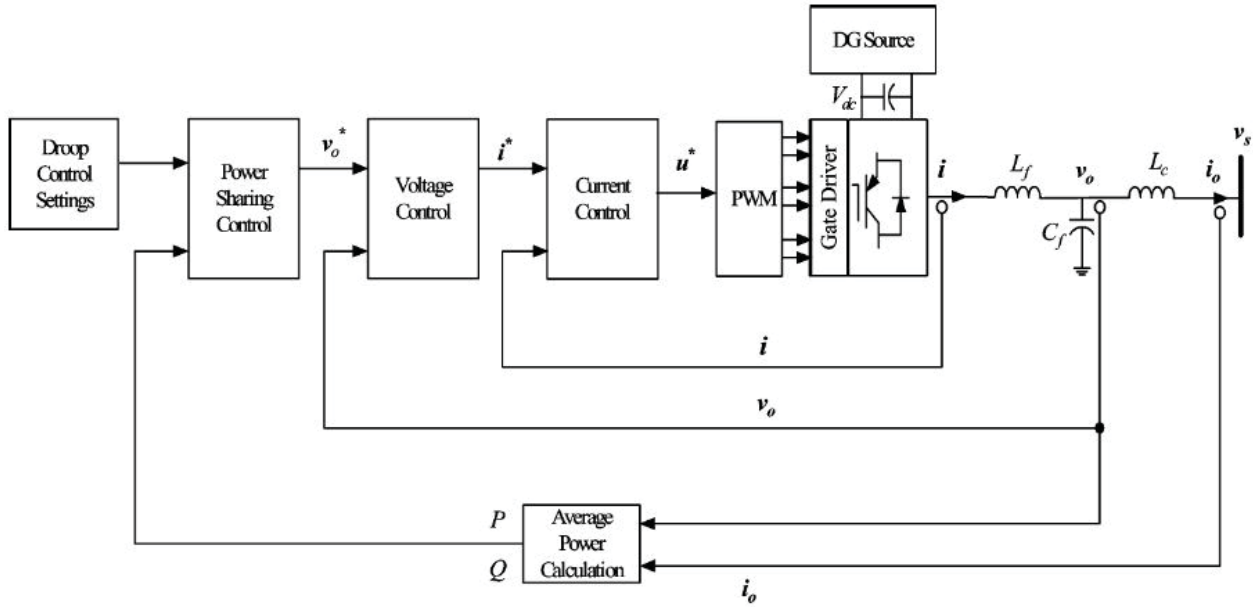 DG Source
V_dc
Droop
Control
Settings
Power
Sharing
Control
v_o^*
Voltage
Control
i^*
Current
Control
u^*
PWM
Gate Driver
i
L_f
v_o
C_f
L_c
i_o
v_s
i
v_o
P
Q
Average
Power
Calculation
i_o